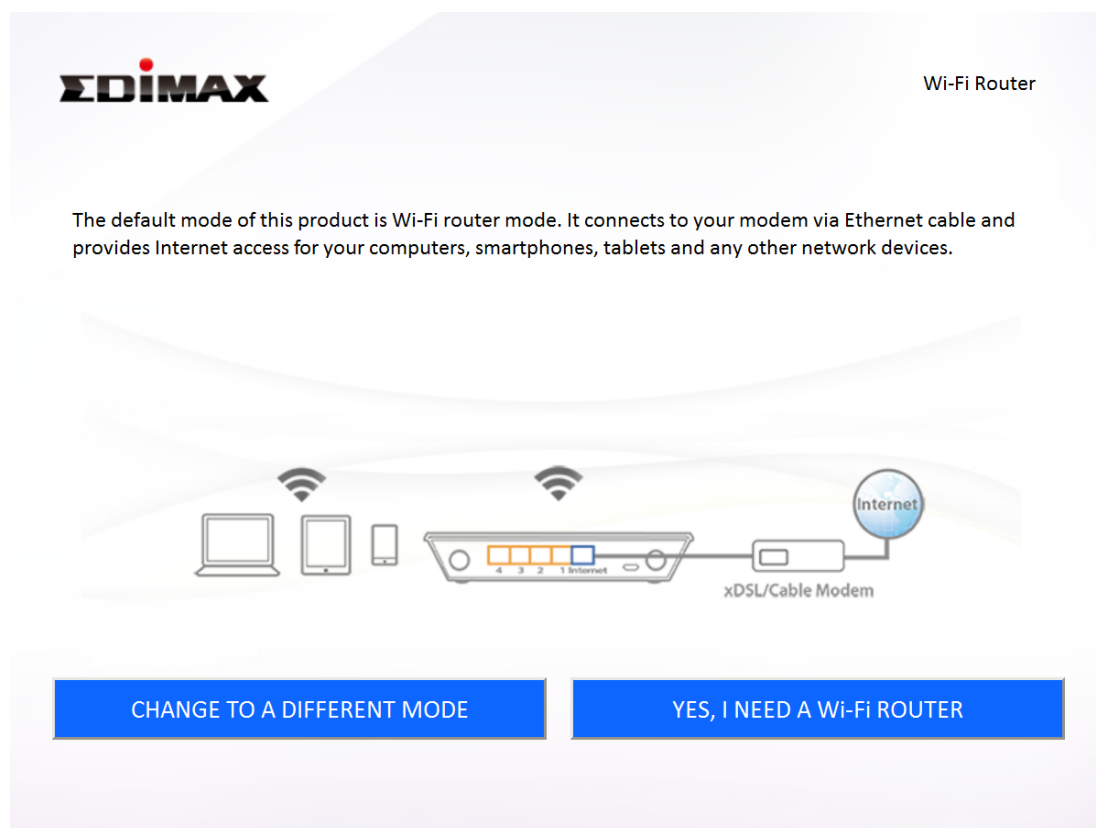 EDIMAX
Wi-Fi Router
The default mode of this product is Wi-Fi router mode. It connects to your modem via Ethernet cable and
provides Internet access for your computers, smartphones, tablets and any other network devices.
Internet
4 3 2 1 Internet
xDSL/Cable Modem
CHANGE TO A DIFFERENT MODE
YES, I NEED A Wi-Fi ROUTER